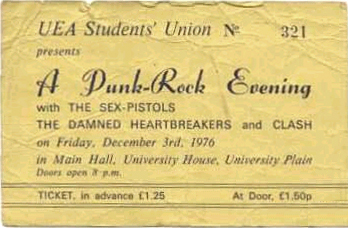 UEA Students' Union No 321
presents
A Punk-Rock Evening
with THE SEX-PISTOLS
THE DAMNED HEARTBREAKERS and CLASH
on Friday, December 3rd, 1976
in Main Hall, University House, University Plain
Doors open 8 p.m.
TICKET, in advance £1.25 At Door, £1.50p